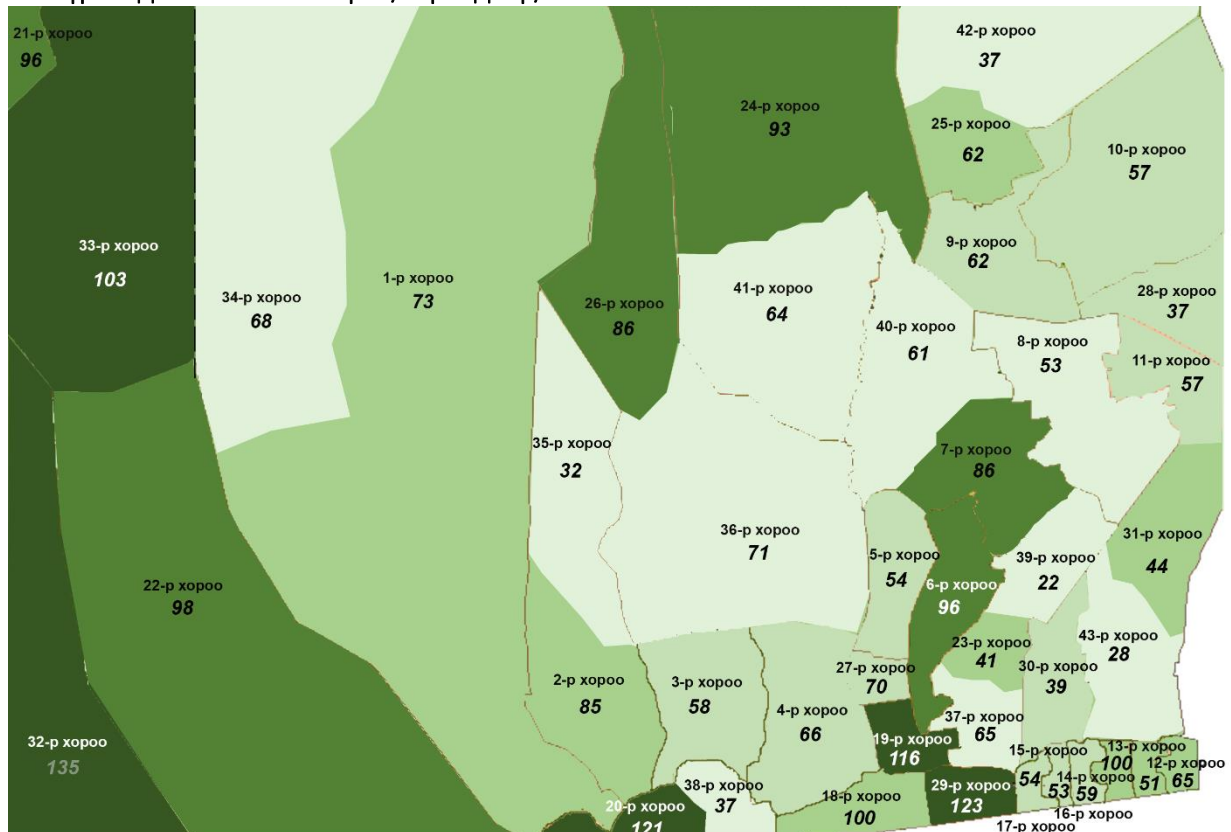 21-р хороо
96
42-р хороо
37
24-р хороо
93
25-р хороо
62
10-р хороо
57
33-р хороо
103
9-р хороо
62
1-р хороо
73
34-р хороо
68
26-р хороо
86
41-р хороо
64
28-р хороо
37
40-р хороо
61
8-р хороо
53
11-р хороо
57
35-р хороо
32
7-р хороо
86
36-р хороо
71
5-р хороо
54
39-р хороо
22
31-р хороо
44
22-р хороо
98
6-р хороо
96
23-р хороо
41
43-р хороо
28
30-р хороо
39
27-р хороо
70
2-р хороо
85
3-р хороо
58
4-р хороо
66
37-р хороо
65
32-р хороо
135
19-р хороо
116
15-р хороо
54
13-р хороо
100
12-р хороо
65
14-р хороо
53
59
51
38-р хороо
37
29-р хороо
123
18-р хороо
100
20-р хороо
121
16-р хороо
17-р хороо